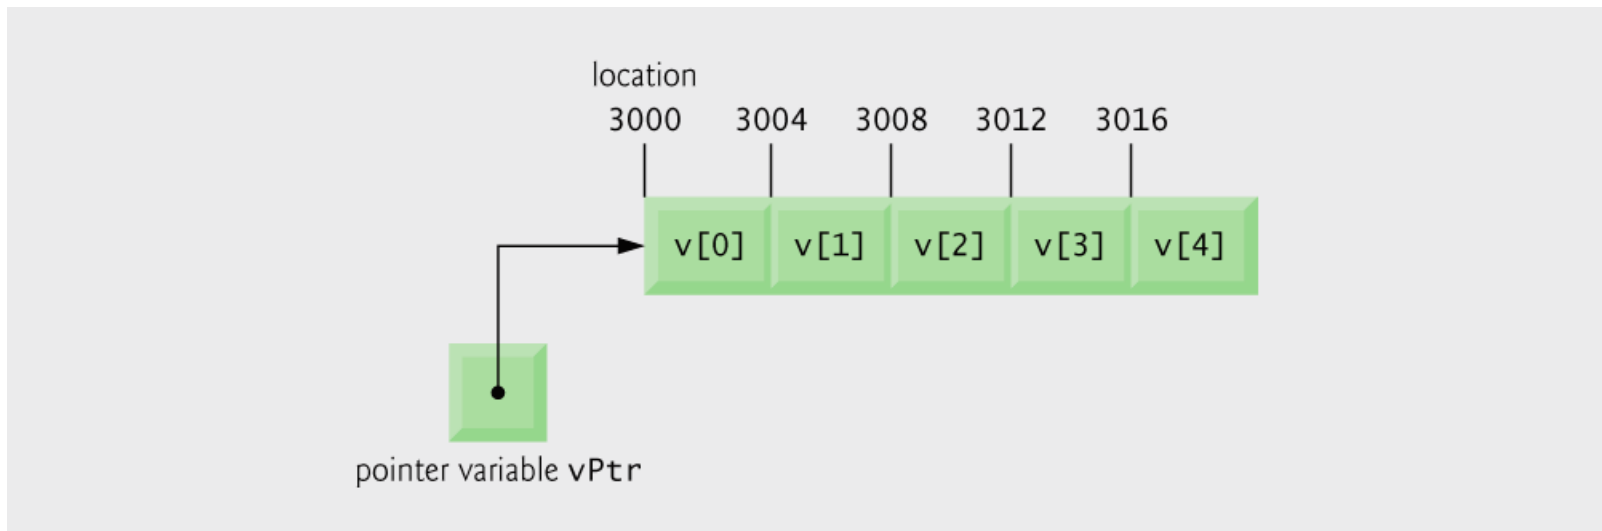 location
3000 3004 3008 3012 3016
v[0] v[1] v[2] v[3] v[4]
pointer variable vPtr